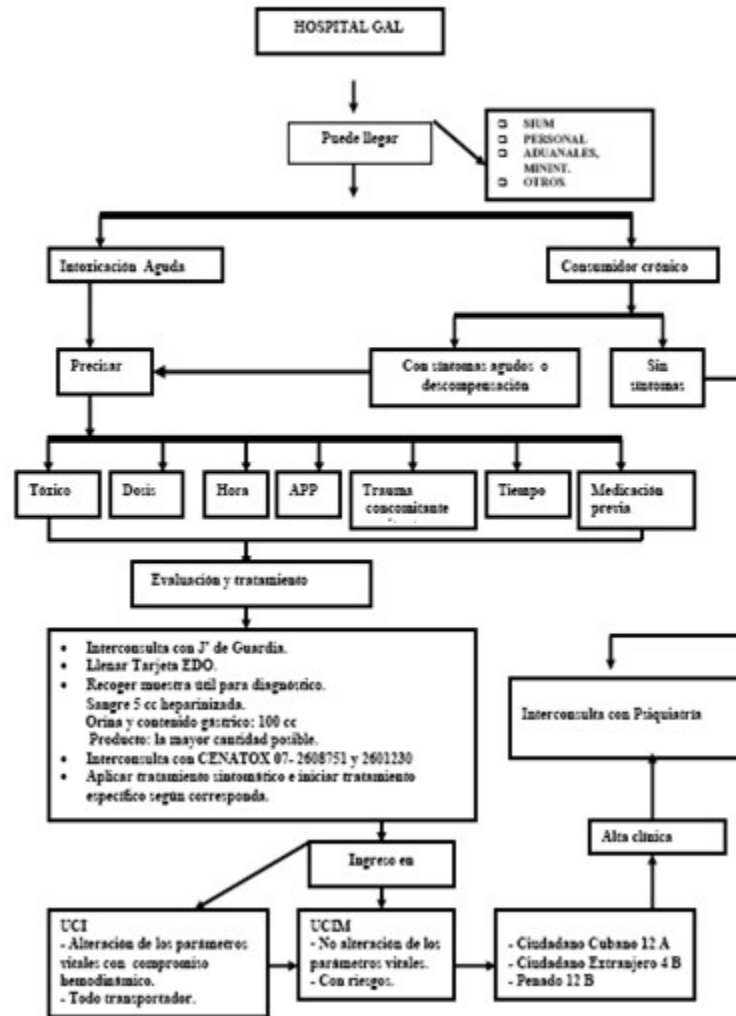 HOSPITAL GAL
Puede llegar
SIUM
PERSONAL
ADUANALES,
MININT.
OTROS.
Intoxicación Aguda
Consumidor crónico
Precisar
Con síntomas agudos o
descompensación
Sin
síntomas
Tóxico
Dosis
Hora
APP
Trauma
concomitante
Tiempo
Medicación
previa
Evaluación y tratamiento
• Interconsulta con J' de Guardia.
• Llenar Tarjeta EDO.
• Recoger muestra útil para diagnóstico.
Sangre 5 cc heparinizada.
Orina y contenido gástrico: 100 cc
Producto: la mayor cantidad posible.
• Interconsulta con CENATOX 07- 2608751 y 2601230
• Aplicar tratamiento sintomático e iniciar tratamiento
específico según corresponda.
Interconsulta con Psiquiatría
Alta clínica
Ingreso en
UCI
- Alteración de los parámetros
vitales con compromiso
hemodinámico.
- Todo transportador.
UCIM
- No alteración de los
parámetros vitales.
- Con riesgos.
- Ciudadano Cubano 12 A
- Ciudadano Extranjero 4 B
- Penado 12 B